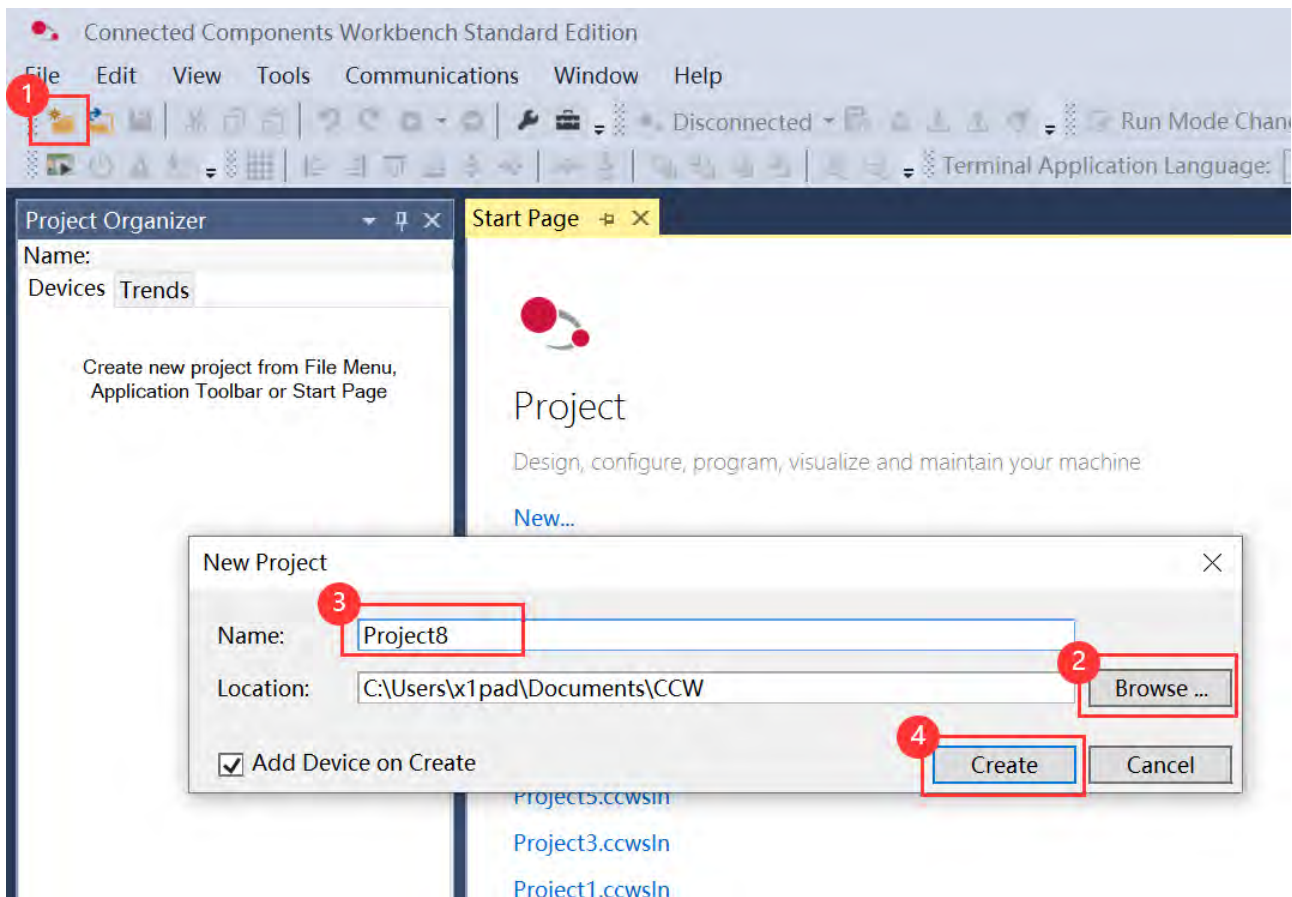 Connected Components Workbench Standard Edition
File Edit View Tools Communications Window Help
1
Disconnected
Run Mode Chan
Terminal Application Language:
Project Organizer
Start Page
Name:
Devices Trends
Create new project from File Menu,
Application Toolbar or Start Page
Project
Design, configure, program, visualize and maintain your machine
New...
New Project
3
Name: Project8
2
Location: C:\Users\x1pad\Documents\CCW Browse ...
4
Add Device on Create Create Cancel
Project5.ccwsln
Project3.ccwsln
Project1.ccwsln